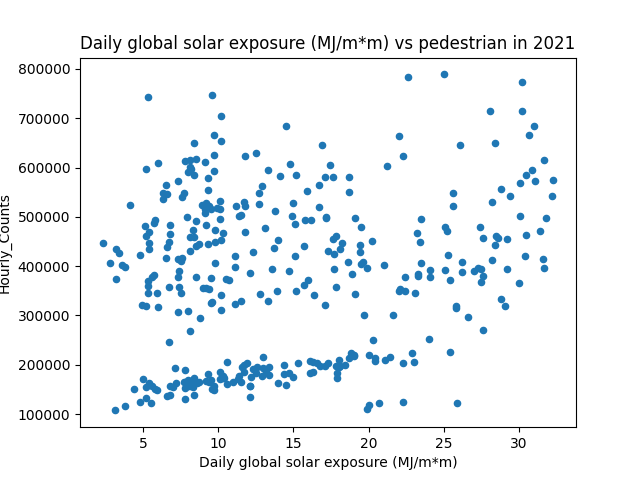 Daily global solar exposure (MJ/m*m) vs pedestrian in 2021
800000
700000
600000
500000
400000
300000
200000
100000
Hourly_Counts
5 10 15 20 25 30
Daily global solar exposure (MJ/m*m)